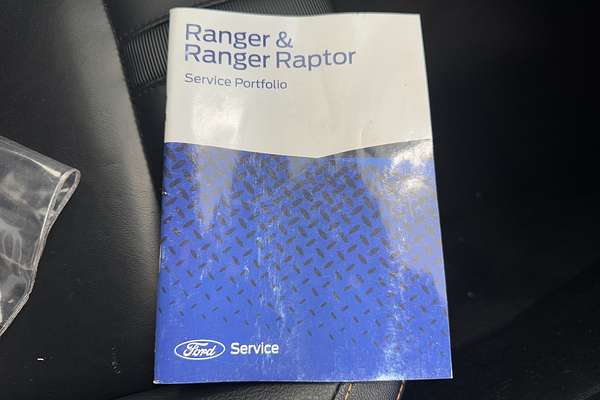 Ranger &
Ranger Raptor
Service Portfolio
Ford Service